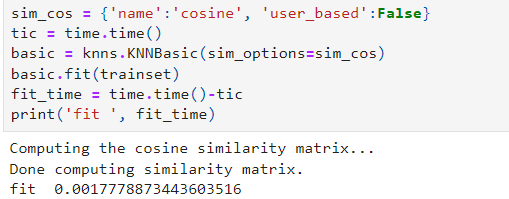 sim_cos = {'name':'cosine', 'user_based':False}
tic = time.time()
basic = knns.KNNBasic(sim_options=sim_cos)
basic.fit(trainset)
fit_time = time.time()-tic
print('fit ', fit_time)
Computing the cosine similarity matrix...
Done computing similarity matrix.
fit  0.0017778873443603516